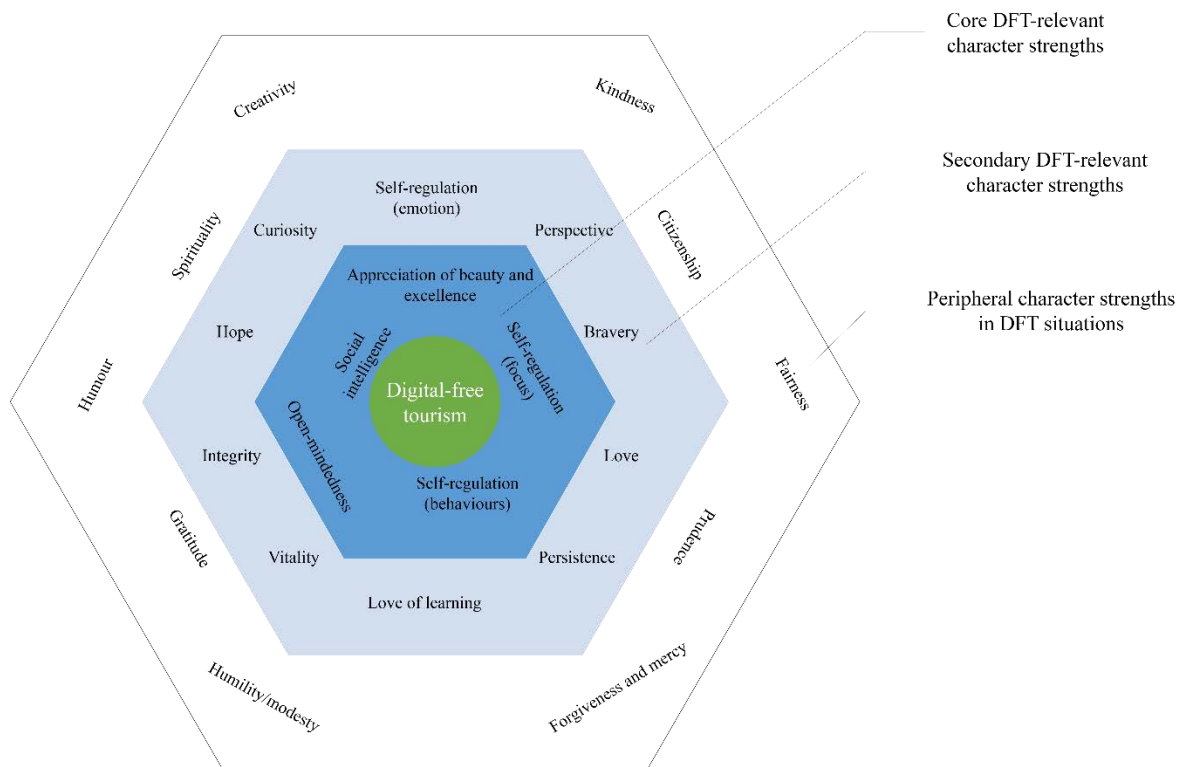 Core DFT-relevant
character strengths
Creativity
Kindness
Secondary DFT-relevant
character strengths
Self-regulation
(emotion)
Spirituality
Curiosity
Perspective
Citizenship
Appreciation of beauty and
excellence
Peripheral character strengths
in DFT situations
Hope
Social
intelligence
Self-regulation
(focus)
Bravery
Humour
Digital-free
tourism
Fairness
Open-mindedness
Integrity
Love
Self-regulation
(behaviours)
Gratitude
Prudence
Vitality
Persistence
Love of learning
Humility/modesty
Forgiveness and mercy